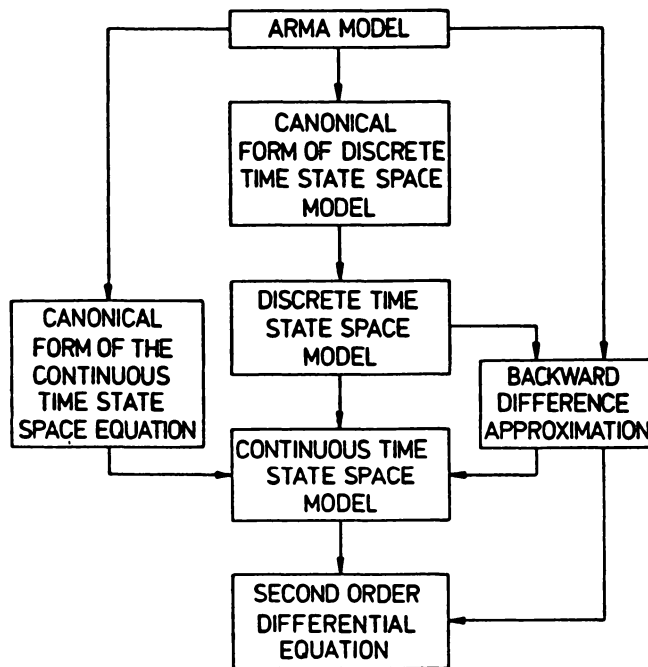 ARMA MODEL
CANONICAL
FORM OF DISCRETE
TIME STATE SPACE
MODEL
DISCRETE TIME
STATE SPACE
MODEL
CANONICAL
FORM OF THE
CONTINUOUS
TIME STATE
SPACE EQUATION
BACKWARD
DIFFERENCE
APPROXIMATION
CONTINUOUS TIME
STATE SPACE
MODEL
SECOND ORDER
DIFFERENTIAL
EQUATION